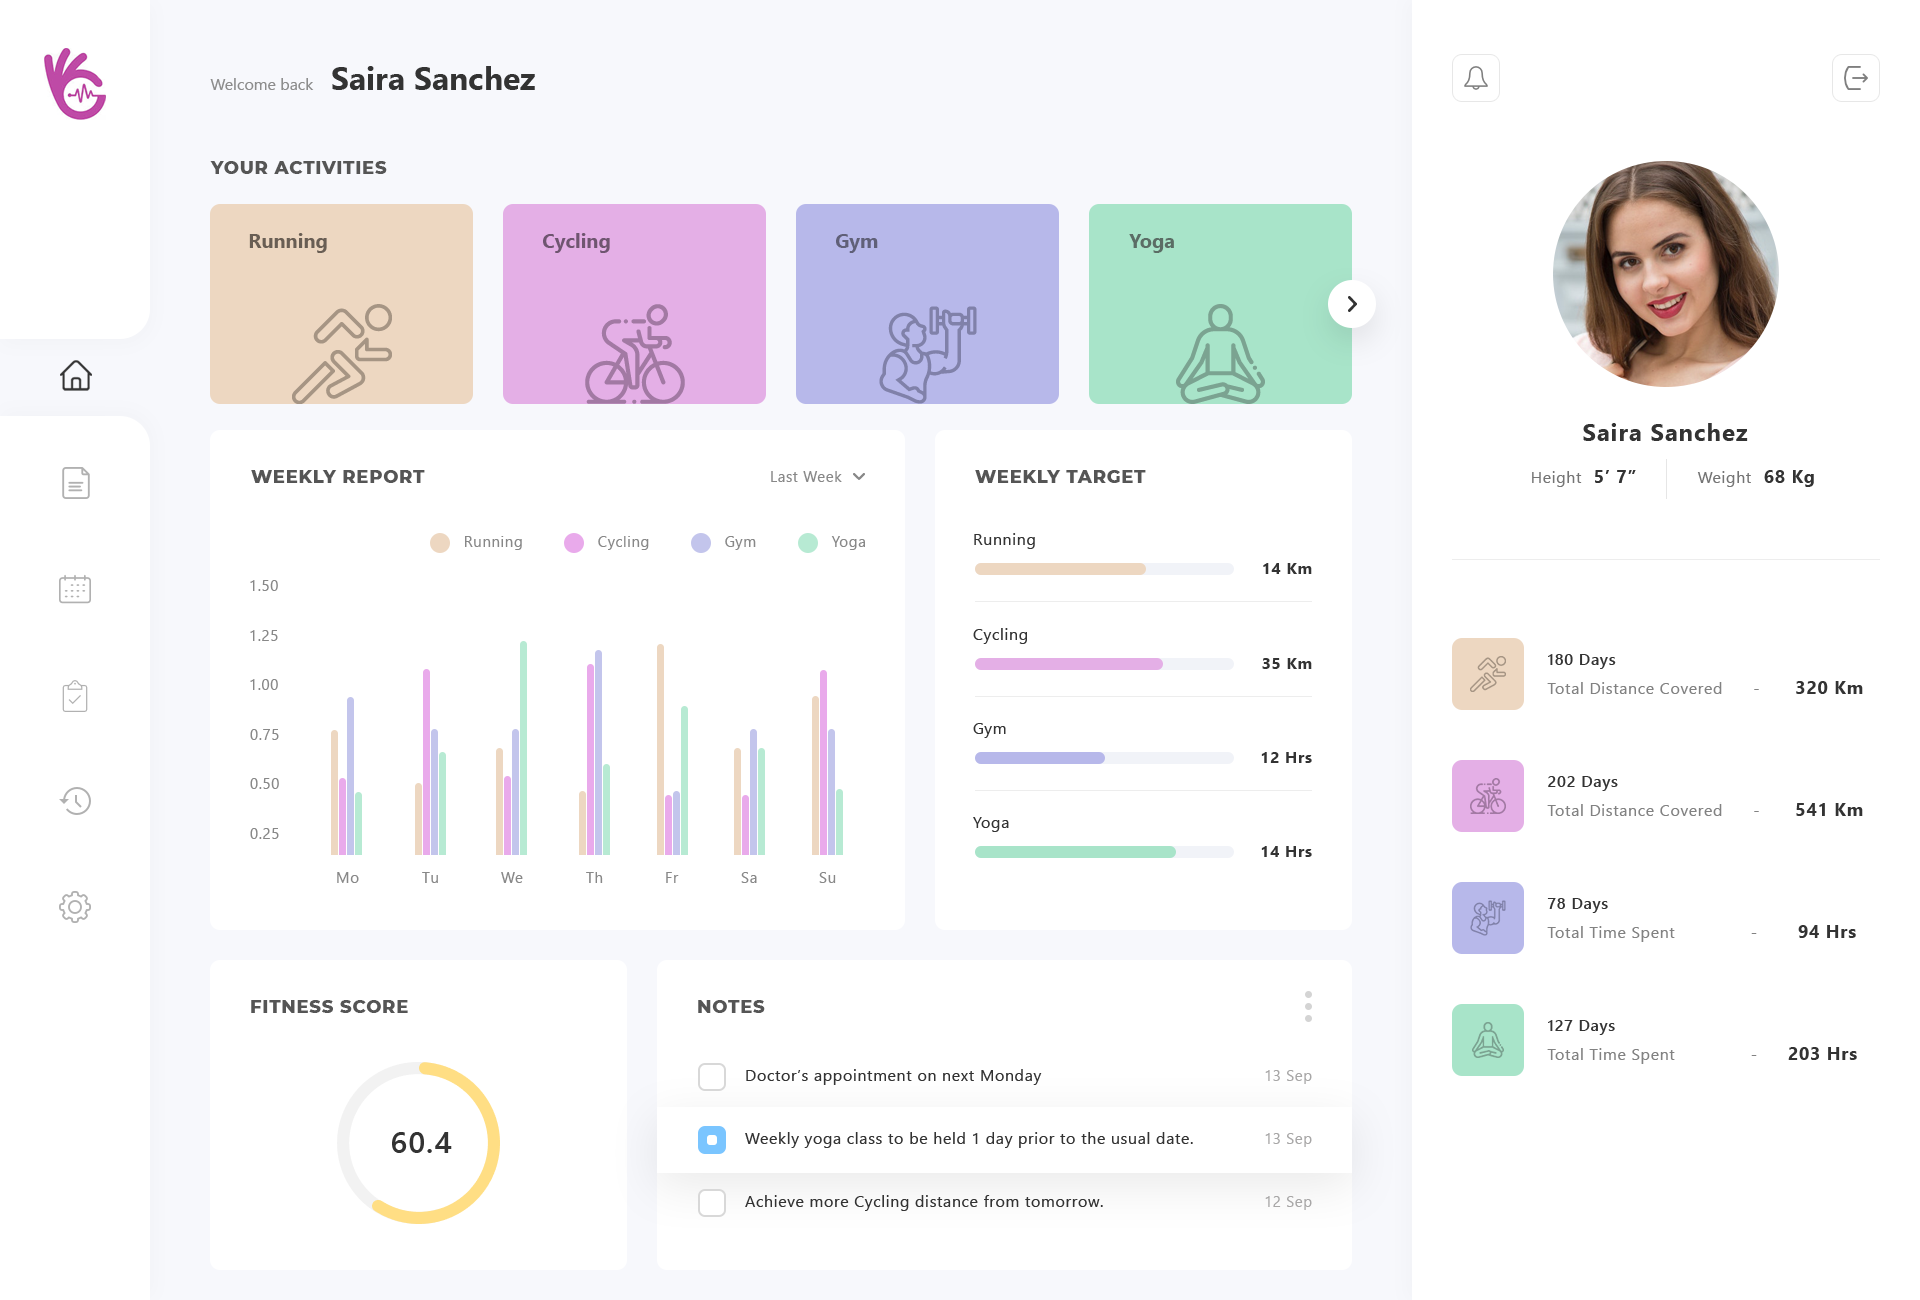 Welcome back Saira Sanchez
YOUR ACTIVITIES
Running
Cycling
Gym
Yoga
WEEKLY REPORT
Last Week
Running
Cycling
Gym
Yoga
1.50
1.25
1.00
0.75
0.50
0.25
Mo
Tu
We
Th
Fr
Sa
Su
WEEKLY TARGET
Running
14 Km
Cycling
35 Km
Gym
12 Hrs
Yoga
14 Hrs
FITNESS SCORE
60.4
NOTES
Doctor’s appointment on next Monday 13 Sep
Weekly yoga class to be held 1 day prior to the usual date. 13 Sep
Achieve more Cycling distance from tomorrow. 12 Sep
Saira Sanchez
Height 5’ 7”
Weight 68 Kg
180 Days
Total Distance Covered - 320 Km
202 Days
Total Distance Covered - 541 Km
78 Days
Total Time Spent - 94 Hrs
127 Days
Total Time Spent - 203 Hrs